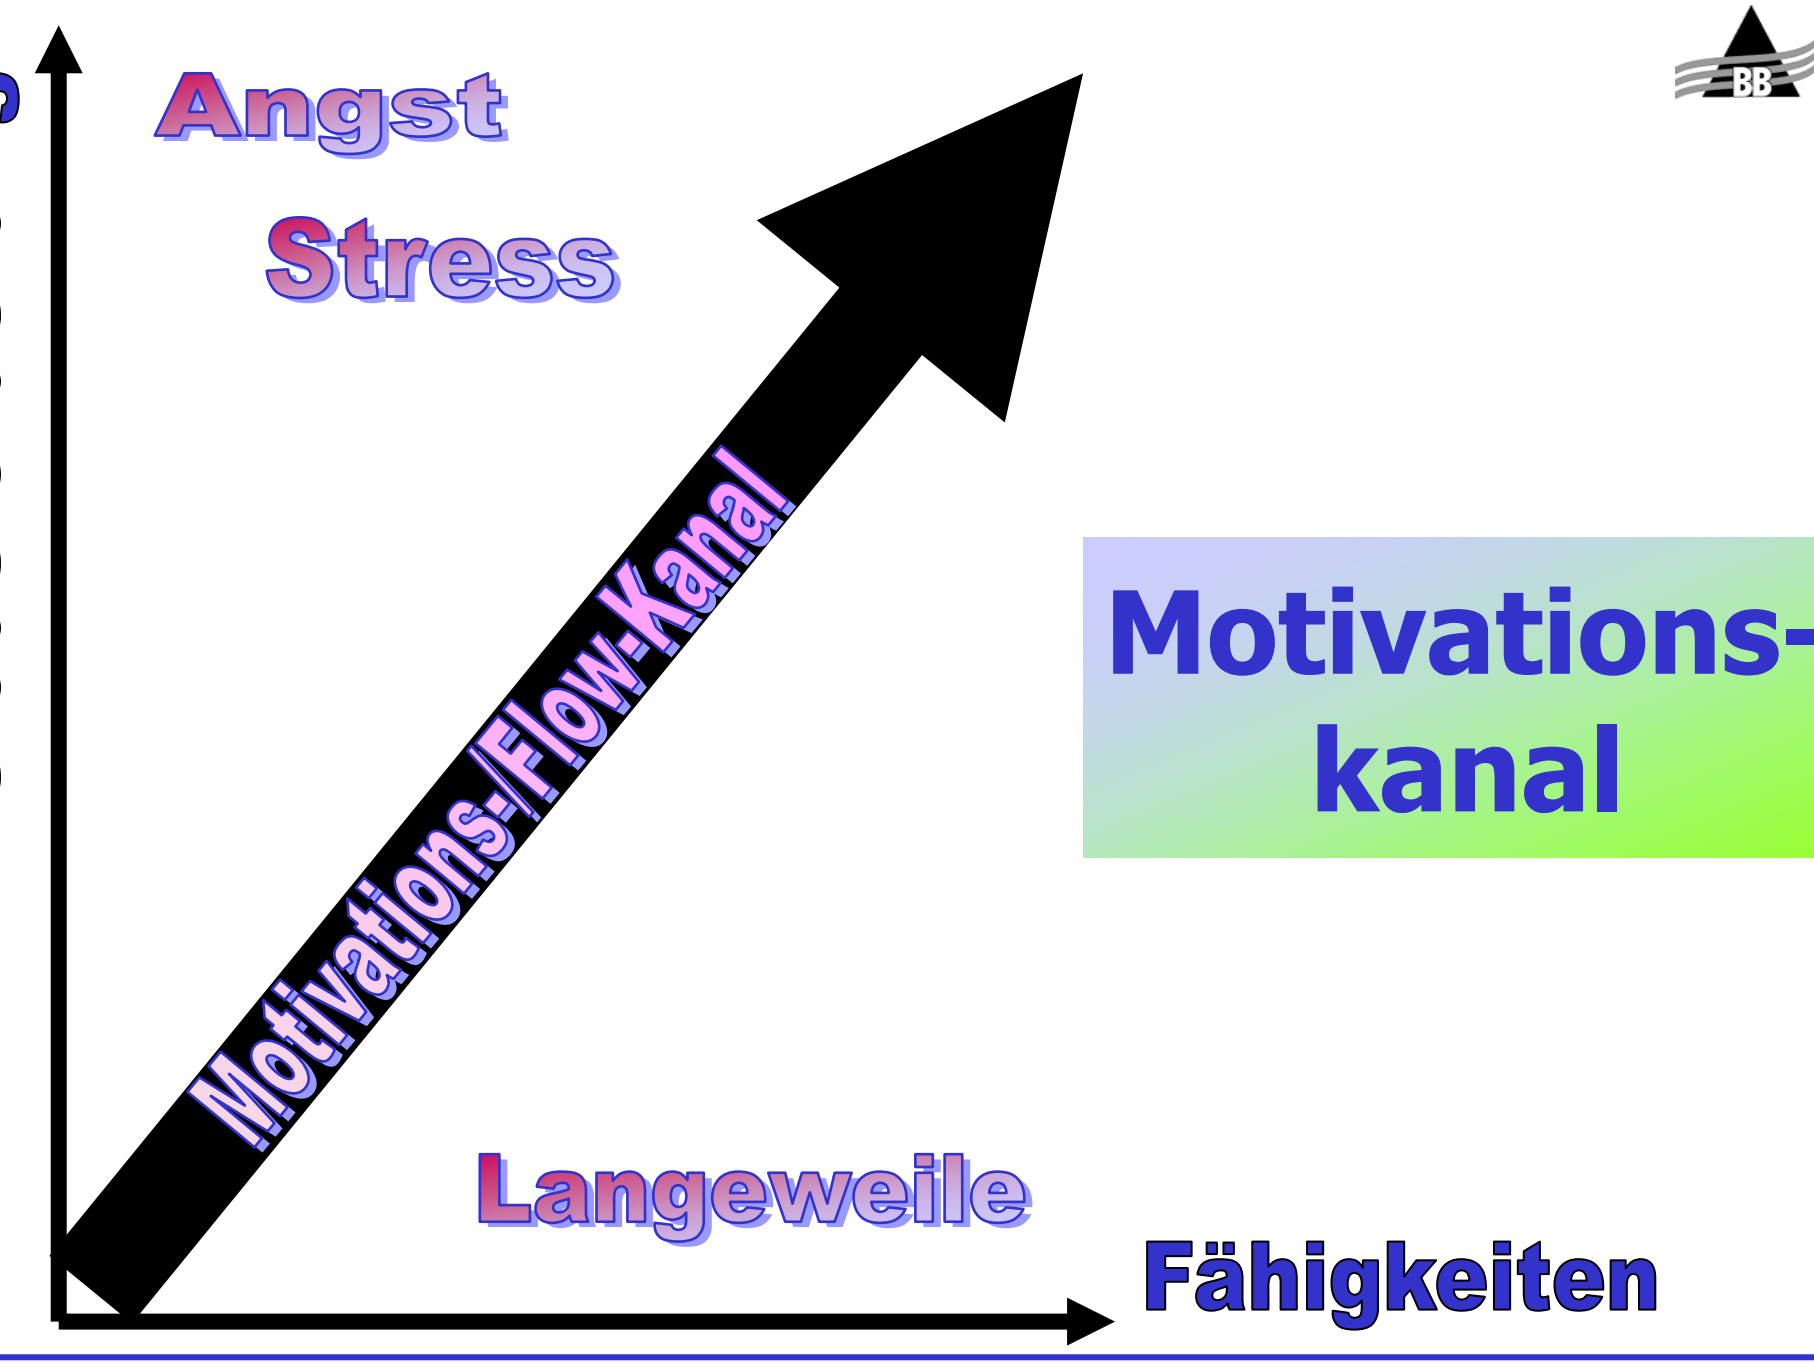 Angst
BB
Stress
Motivations-/Flow-Kanal
Motivations-
kanal
Langeweile
Fähigkeiten